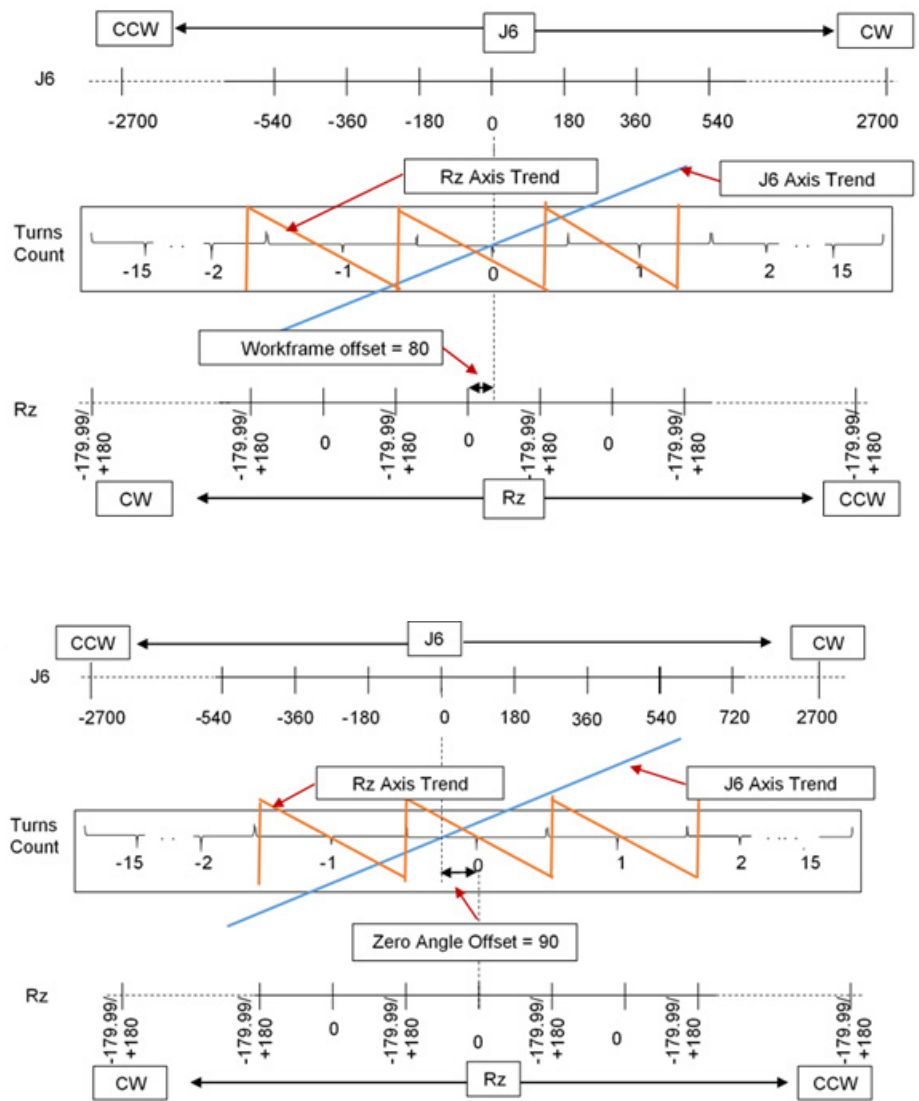 CCW J6 CW
J6
-2700 -540 -360 -180 0 180 360 540 2700
Rz Axis Trend J6 Axis Trend
Turns
Count
-15 .. -2 -1 0 1 2 .. 15
Workframe offset = 80
Rz
-179.99/
+180
0
-179.99/
+180
-179.99/
+180
0
0
-179.99/
+180
0
-179.99/
+180
-179.99/
+180
CW Rz CCW
CCW J6 CW
J6
-2700 -540 -360 -180 0 180 360 540 720 2700
Rz Axis Trend J6 Axis Trend
Turns
Count
-15 .. -2 -1 0 1 2 .... 15
Zero Angle Offset = 90
Rz
-179.99/
+180
-179.99/
+180
0
-179.99/
+180
0
-179.99/
+180
0
-179.99/
+180
-179.99/
+180
CW Rz CCW